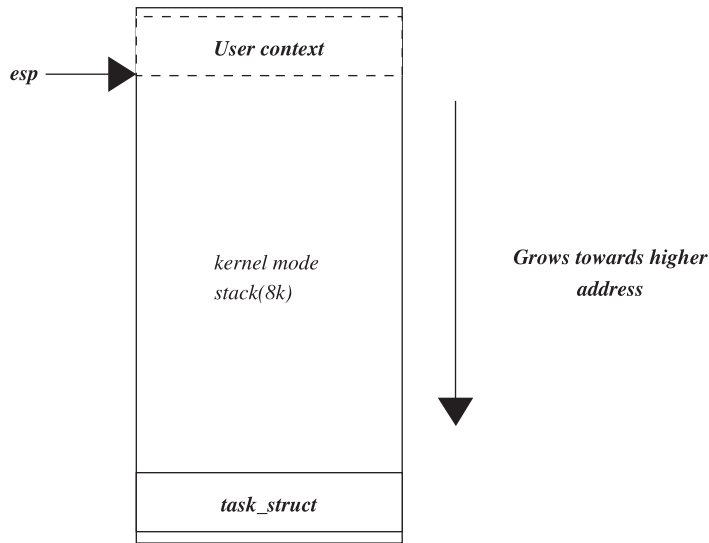 User context
esp
kernel mode
stack(8k)
Grows towards higher
address
task_struct